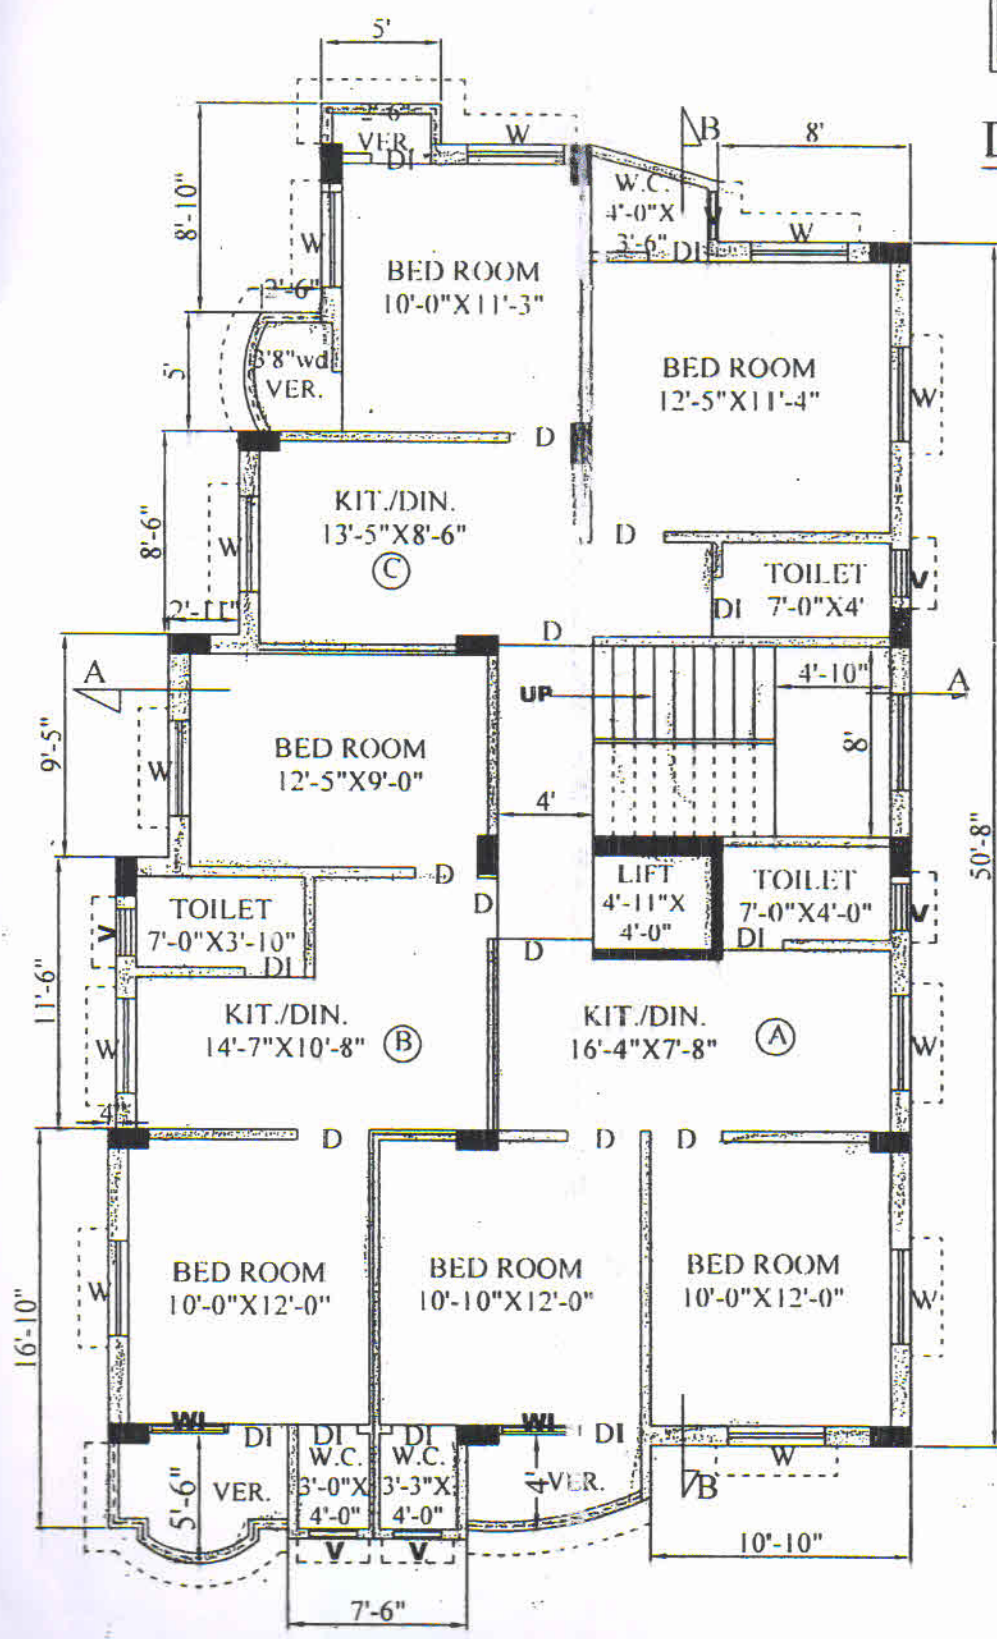 5'
2'-6"
VER.
DI
W
B
8'
W.C.
4'-0"X
3'-6"
DI
W
8'-10"
W
BED ROOM
10'-0"X11'-3"
2'-6"
3'8"wd
VER.
5'
BED ROOM
12'-5"X11'-4"
W
D
KIT./DIN.
13'-5"X8'-6"
C
8'-6"
W
D
TOILET
7'-0"X4'
V
DI
2'-11"
D
A
UP
4'-10"
A
8'
9'-5"
W
BED ROOM
12'-5"X9'-0"
4'
50'-8"
D
D
LIFT
4'-11"X
4'-0"
TOILET
7'-0"X4'-0"
V
DI
TOILET
7'-0"X3'-10"
V
DI
D
11'-6"
KIT./DIN.
14'-7"X10'-8"
B
W
KIT./DIN.
16'-4"X7'-8"
A
W
4"
D
D
D
16'-10"
W
BED ROOM
10'-0"X12'-0"
BED ROOM
10'-10"X12'-0"
BED ROOM
10'-0"X12'-0"
W
WI
DI
DI
DI
WI
DI
W
5'-6"
VER.
W.C.
3'-0"X
4'-0"
W.C.
3'-3"X
4'-0"
4'
VER.
B
V
V
10'-10"
7'-6"